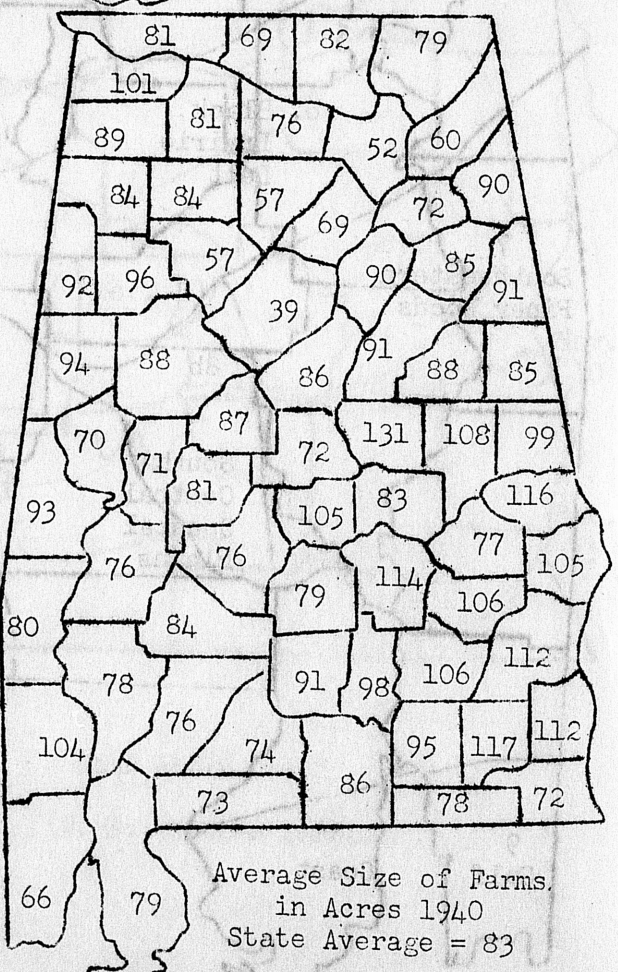 81 69 82 79
101 81 76
89 52 60
84 84 57 69 72 90
57 90 85
92 96 39 91
94 88 86 91 88 85
70 87 72 131 108 99
71
93 81 105 83 116
76 76 77
79 114 105
80 84 106
78 91 98 106 112
76
104 74 95 117 112
73 86 78 72
66 79
Average Size of Farms.
in Acres 1940
State Average = 83